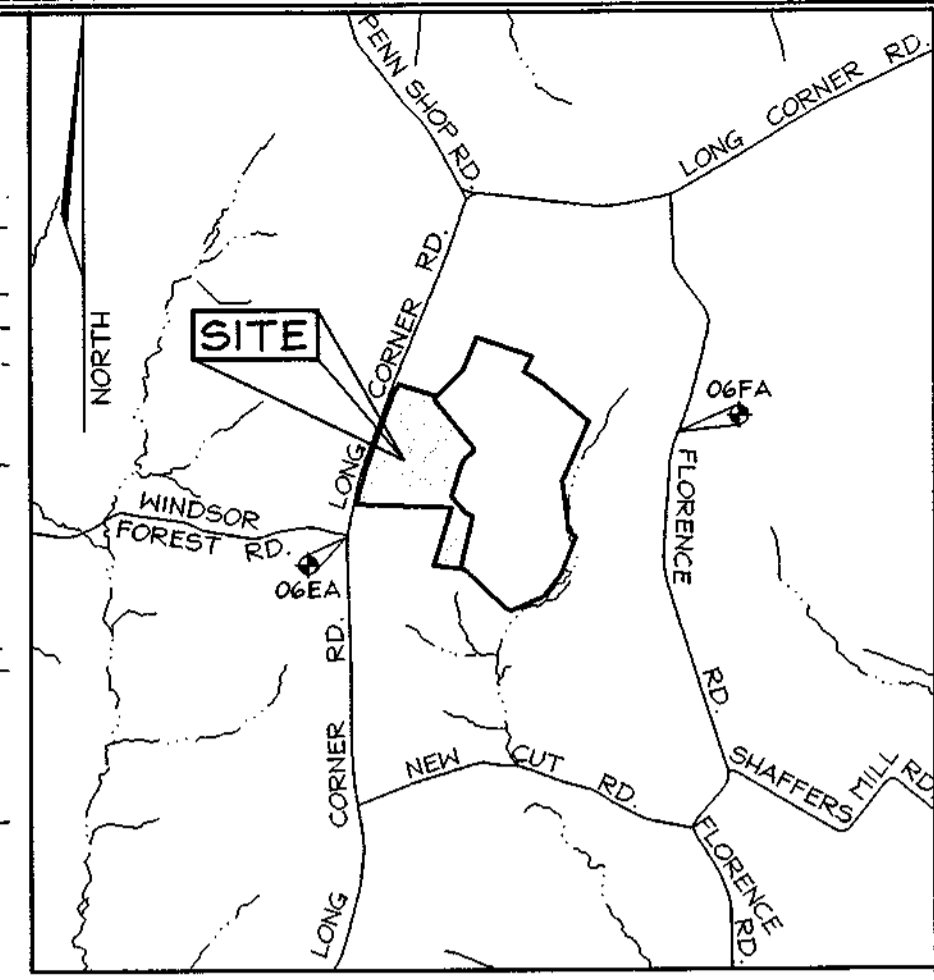 PENN SHOP RD.
LONG CORNER RD.
NORTH
SITE
LONG CORNER RD.
06FA
WINDSOR
FOREST RD.
06EA
FLORENCE RD.
LONG CORNER RD.
NEW CUT RD.
SHAFFERS MILL RD.
FLORENCE RD.